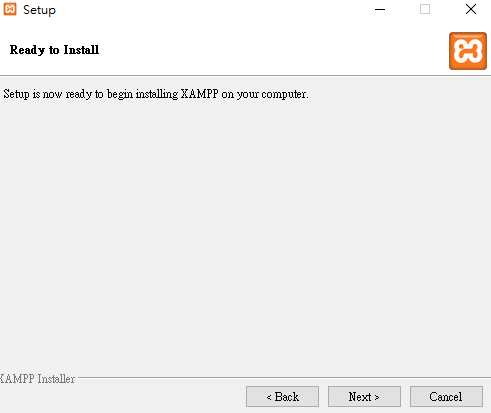 Setup
Ready to Install
Setup is now ready to begin installing XAMPP on your computer.
XAMPP Installer
< Back
Next >
Cancel